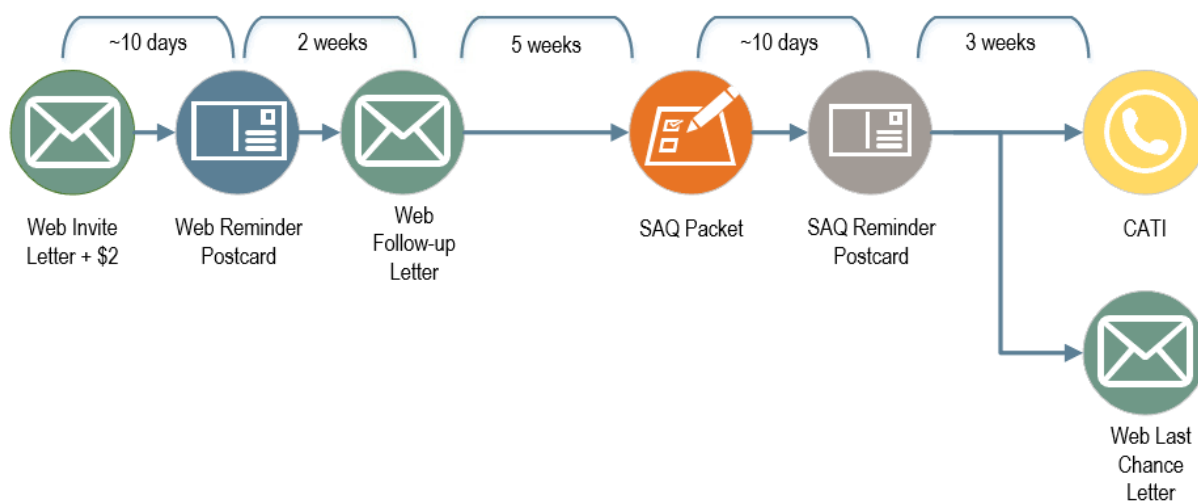 ~10 days
2 weeks
5 weeks
~10 days
3 weeks
Web Invite
Letter + $2
Web Reminder
Postcard
Web
Follow-up
Letter
SAQ Packet
SAQ Reminder
Postcard
CATI
Web Last
Chance
Letter